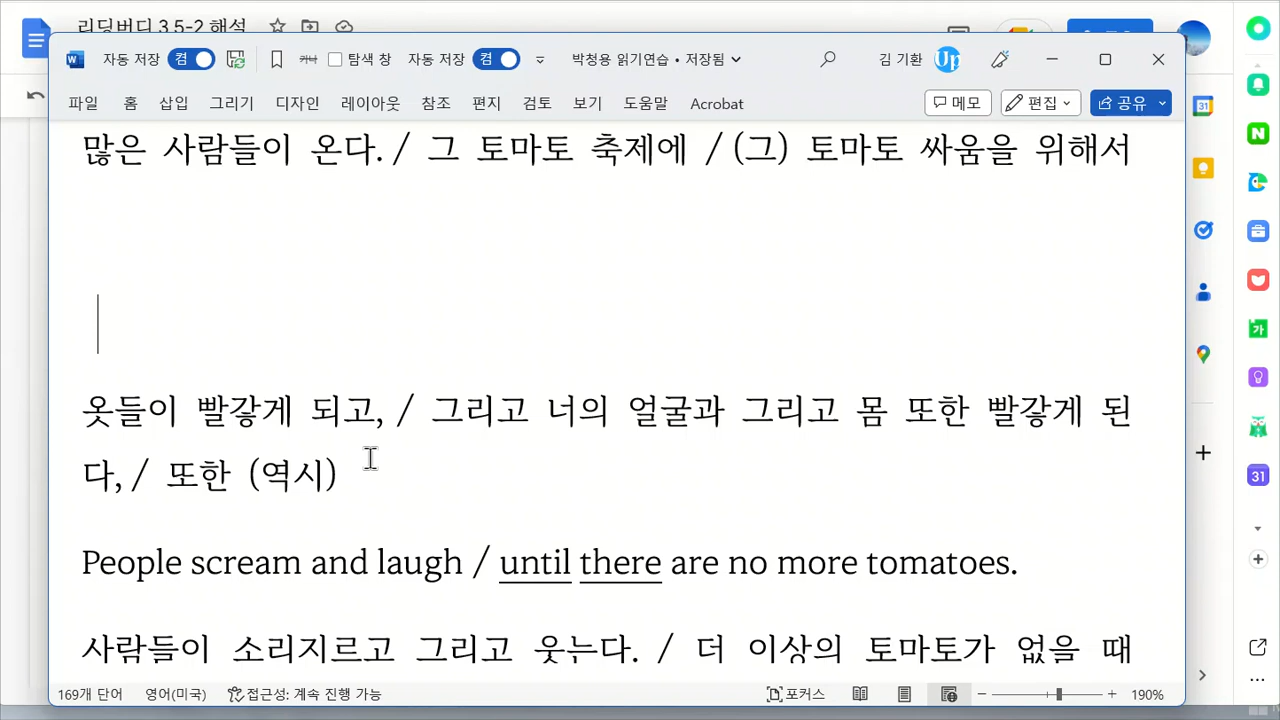 리딩버디 3.5-2 해설
자동 저장 켬 탐색 창 자동 저장 켬 박청용 읽기연습 • 저장됨 김 기환 Up
파일 홈 삽입 그리기 디자인 레이아웃 참조 편지 검토 보기 도움말 Acrobat 메모 편집 공유
많은 사람들이 온다. / 그 토마토 축제에 / (그) 토마토 싸움을 위해서
옷들이 빨갛게 되고, / 그리고 너의 얼굴과 그리고 몸 또한 빨갛게 된
다, / 또한 (역시)
People scream and laugh / until there are no more tomatoes.
사람들이 소리지르고 그리고 웃는다. / 더 이상의 토마토가 없을 때
169개 단어 영어(미국) 접근성: 계속 진행 가능 포커스 190%
31
N
가
31